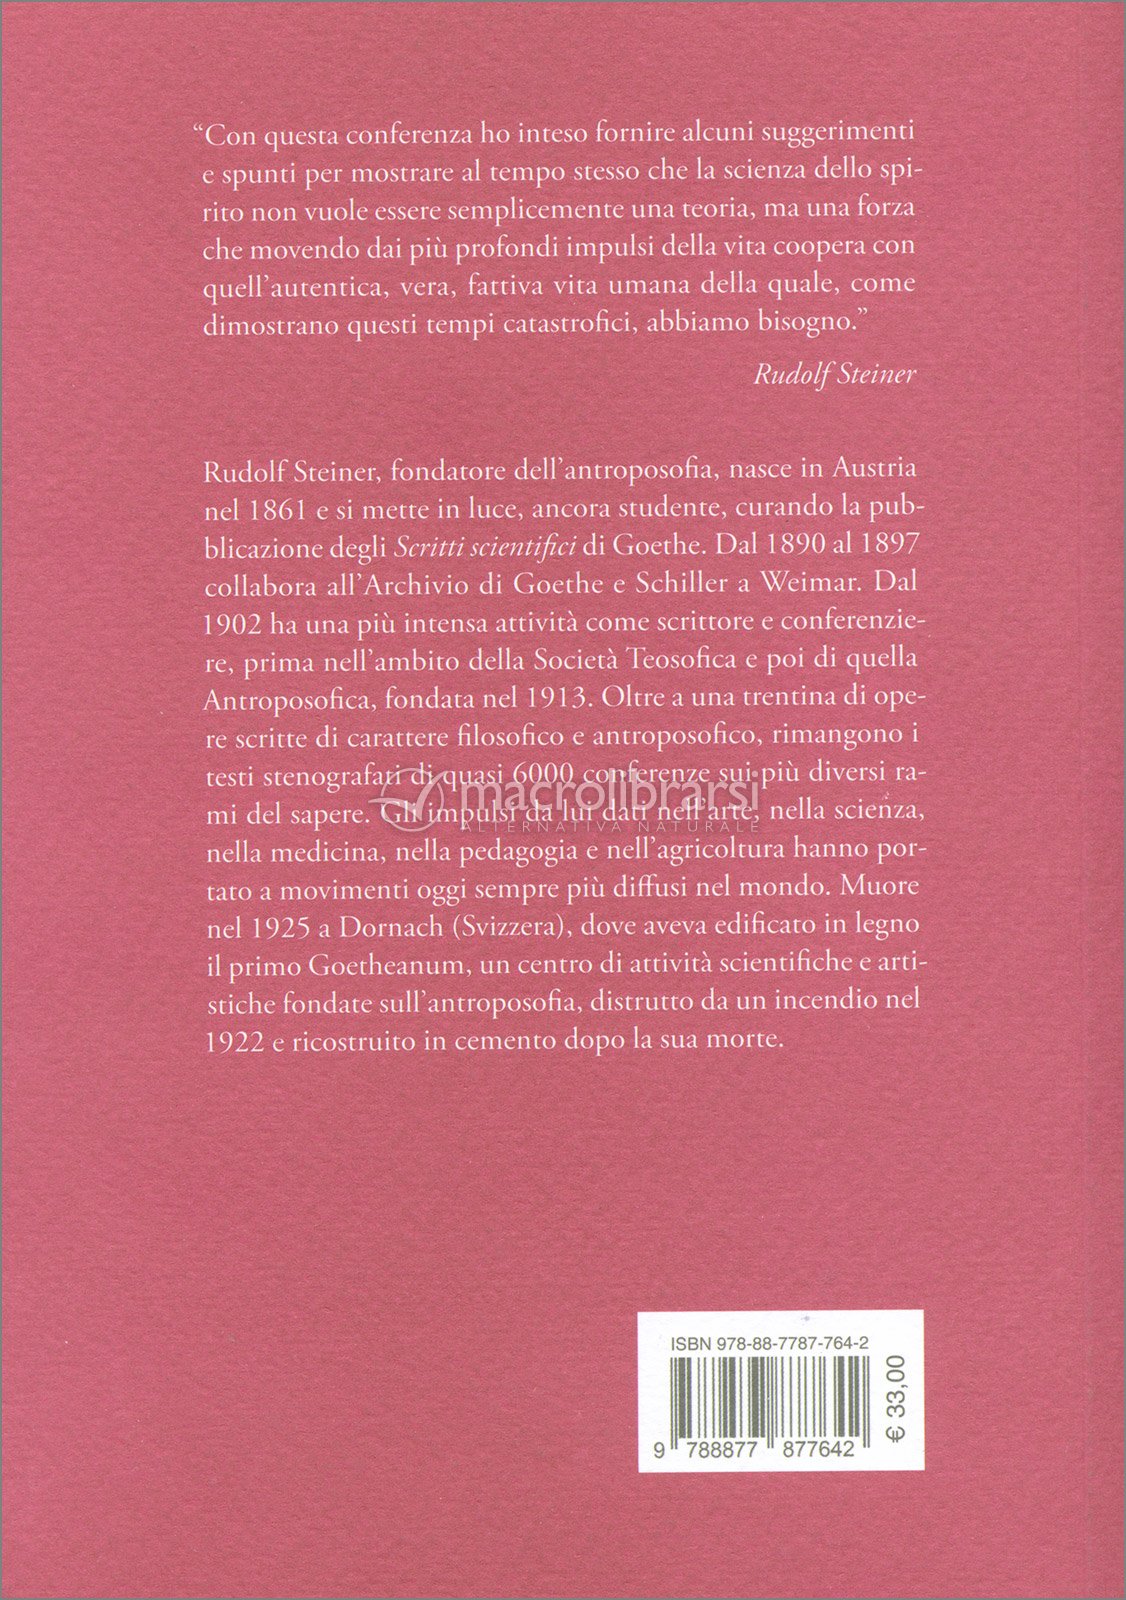 “Con questa conferenza ho inteso fornire alcuni suggerimenti
e spunti per mostrare al tempo stesso che la scienza dello spi-
rito non vuole essere semplicemente una teoria, ma una forza
che movendo dai più profondi impulsi della vita coopera con
quell’autentica, vera, fattiva vita umana della quale, come
dimostrano questi tempi catastrofici, abbiamo bisogno.”
Rudolf Steiner
Rudolf Steiner, fondatore dell’antroposofia, nasce in Austria
nel 1861 e si mette in luce, ancora studente, curando la pub-
blicazione degli Scritti scientifici di Goethe. Dal 1890 al 1897
collabora all’Archivio di Goethe e Schiller a Weimar. Dal
1902 ha una più intensa attività come scrittore e conferenzie-
re, prima nell’ambito della Società Teosofica e poi di quella
Antroposofica, fondata nel 1913. Oltre a una trentina di ope-
re scritte di carattere filosofico e antroposofico, rimangono i
testi stenografati di quasi 6000 conferenze sui più diversi ra-
mi del sapere. Gli impulsi da lui dati nell’arte, nella scienza,
nella medicina, nella pedagogia e nell’agricoltura hanno por-
tato a movimenti oggi sempre più diffusi nel mondo. Muore
nel 1925 a Dornach (Svizzera), dove aveva edificato in legno
il primo Goetheanum, un centro di attività scientifiche e arti-
stiche fondate sull’antroposofia, distrutto da un incendio nel
1922 e ricostruito in cemento dopo la sua morte.
macrolibrarsi
ALTERNATIVA NATURALE
ISBN 978-88-7787-764-2
9 788877 877642
€ 33,00